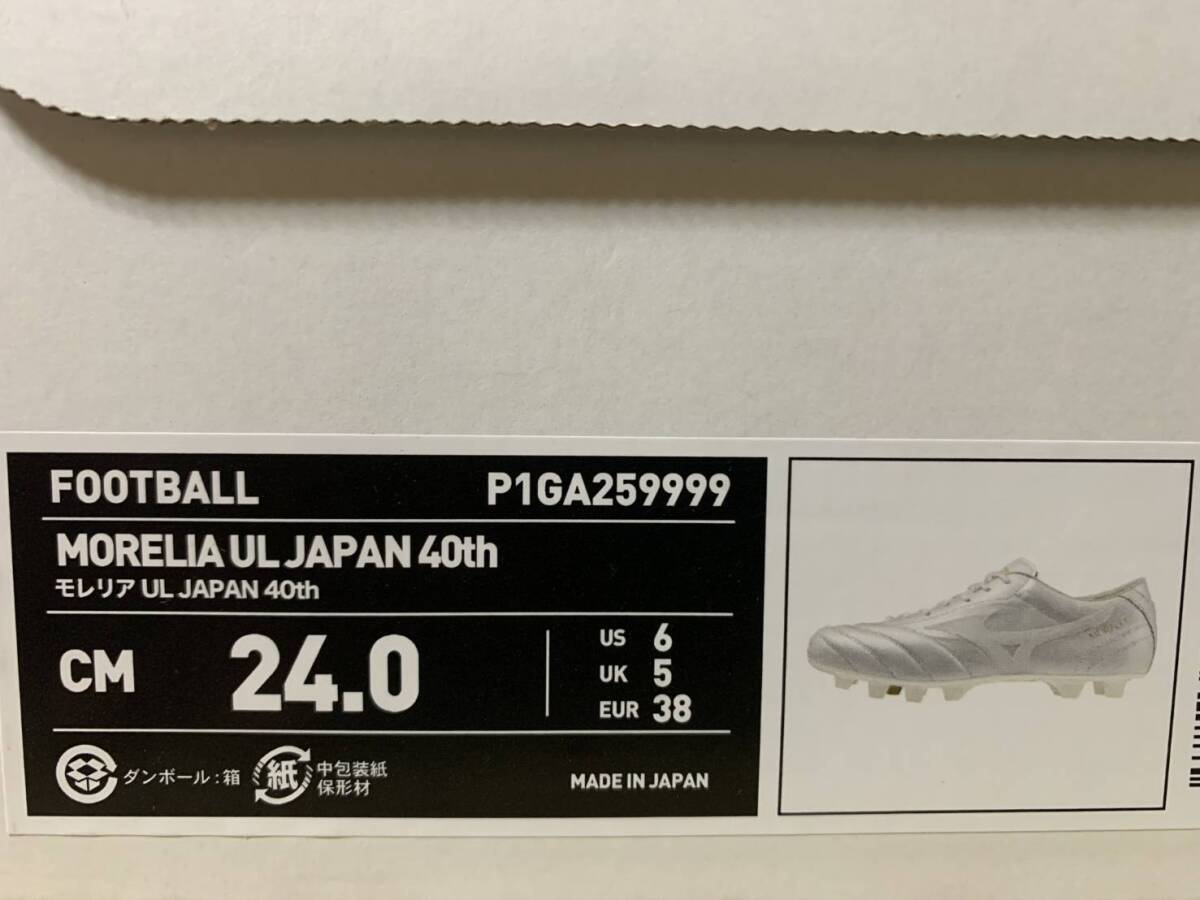 FOOTBALL P1GA259999
MORELIA UL JAPAN 40th
モレリア UL JAPAN 40th
CM 24.0
US 6
UK 5
EUR 38
ダンボール:箱
紙 中包装紙
保形材
MADE IN JAPAN